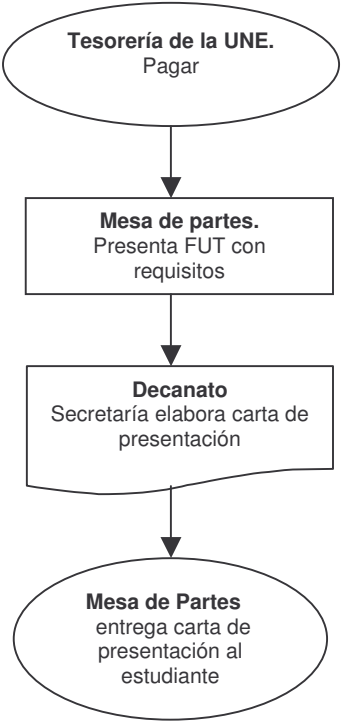 Tesorería de la UNE.
Pagar
Mesa de partes.
Presenta FUT con
requisitos
Decanato
Secretaría elabora carta de
presentación
Mesa de Partes
entrega carta de
presentación al
estudiante